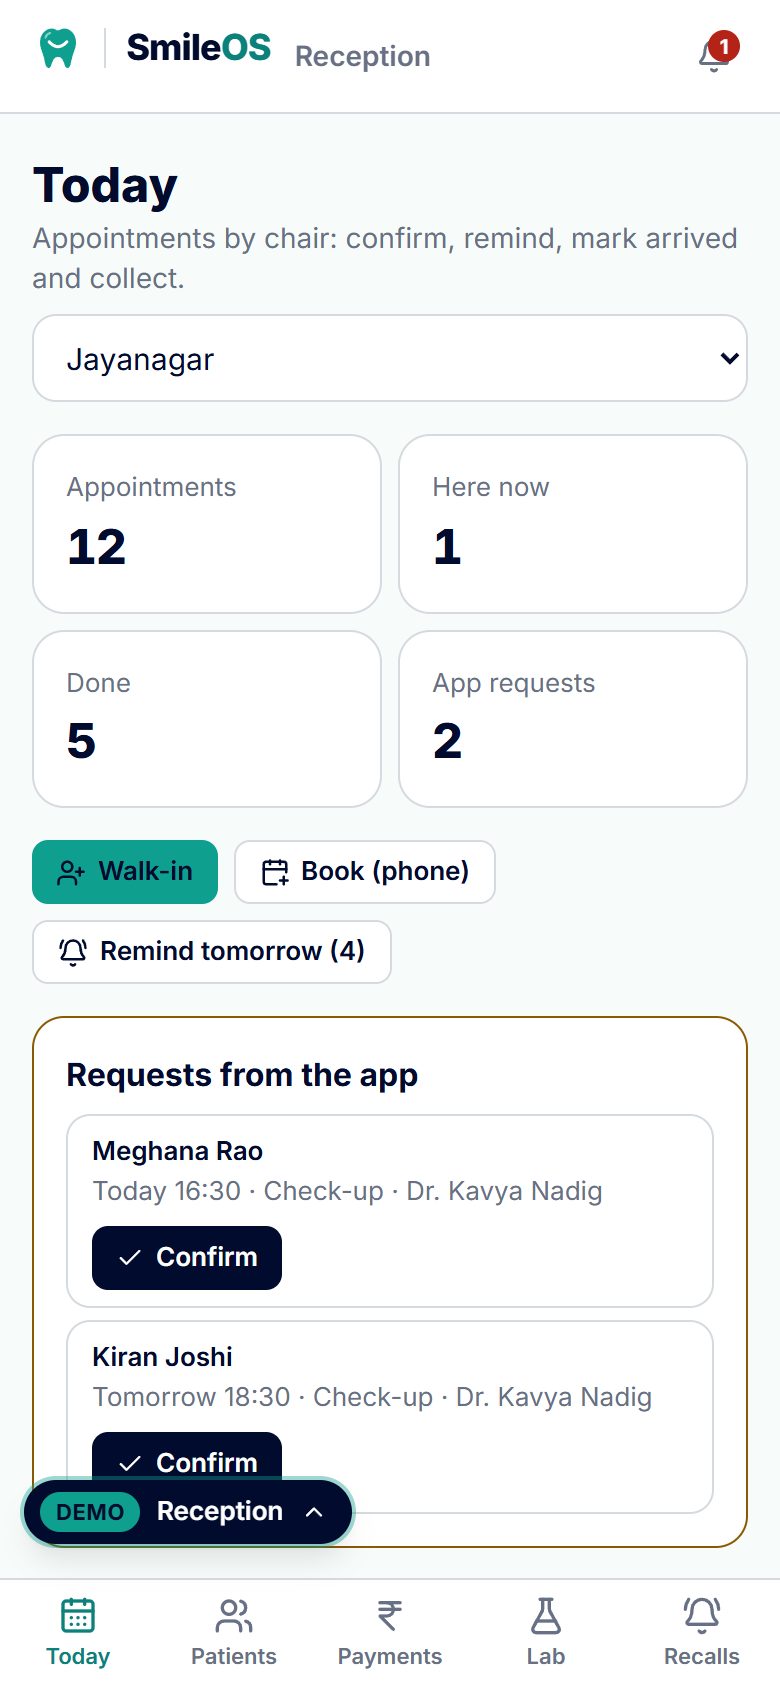 SmileOS Reception 1
Today
Appointments by chair: confirm, remind, mark arrived
and collect.
Jayanagar
Appointments
12
Here now
1
Done
5
App requests
2
Walk-in
Book (phone)
Remind tomorrow (4)
Requests from the app
Meghana Rao
Today 16:30 · Check-up · Dr. Kavya Nadig
Confirm
Kiran Joshi
Tomorrow 18:30 · Check-up · Dr. Kavya Nadig
Confirm
DEMO Reception
Today
Patients
Payments
Lab
Recalls